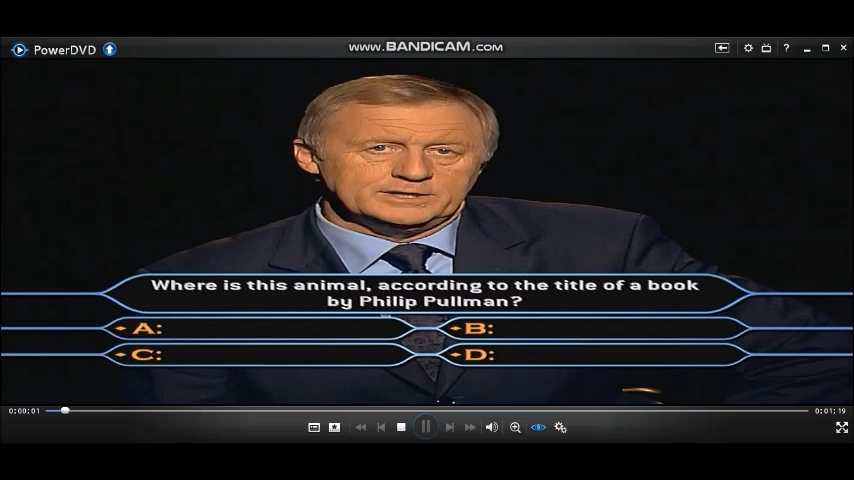 PowerDVD
www.BANDICAM.com
?
Where is this animal, according to the title of a book
by Philip Pullman?
A:
B:
C:
D:
0:00:01
0:01:19